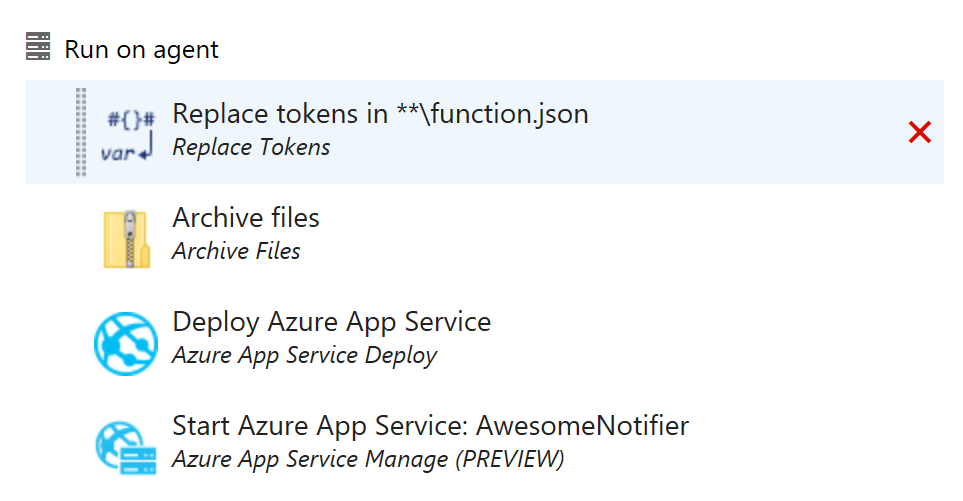 Run on agent
#{}#
var
Replace tokens in **\function.json
Replace Tokens
Archive files
Archive Files
Deploy Azure App Service
Azure App Service Deploy
Start Azure App Service: AwesomeNotifier
Azure App Service Manage (PREVIEW)